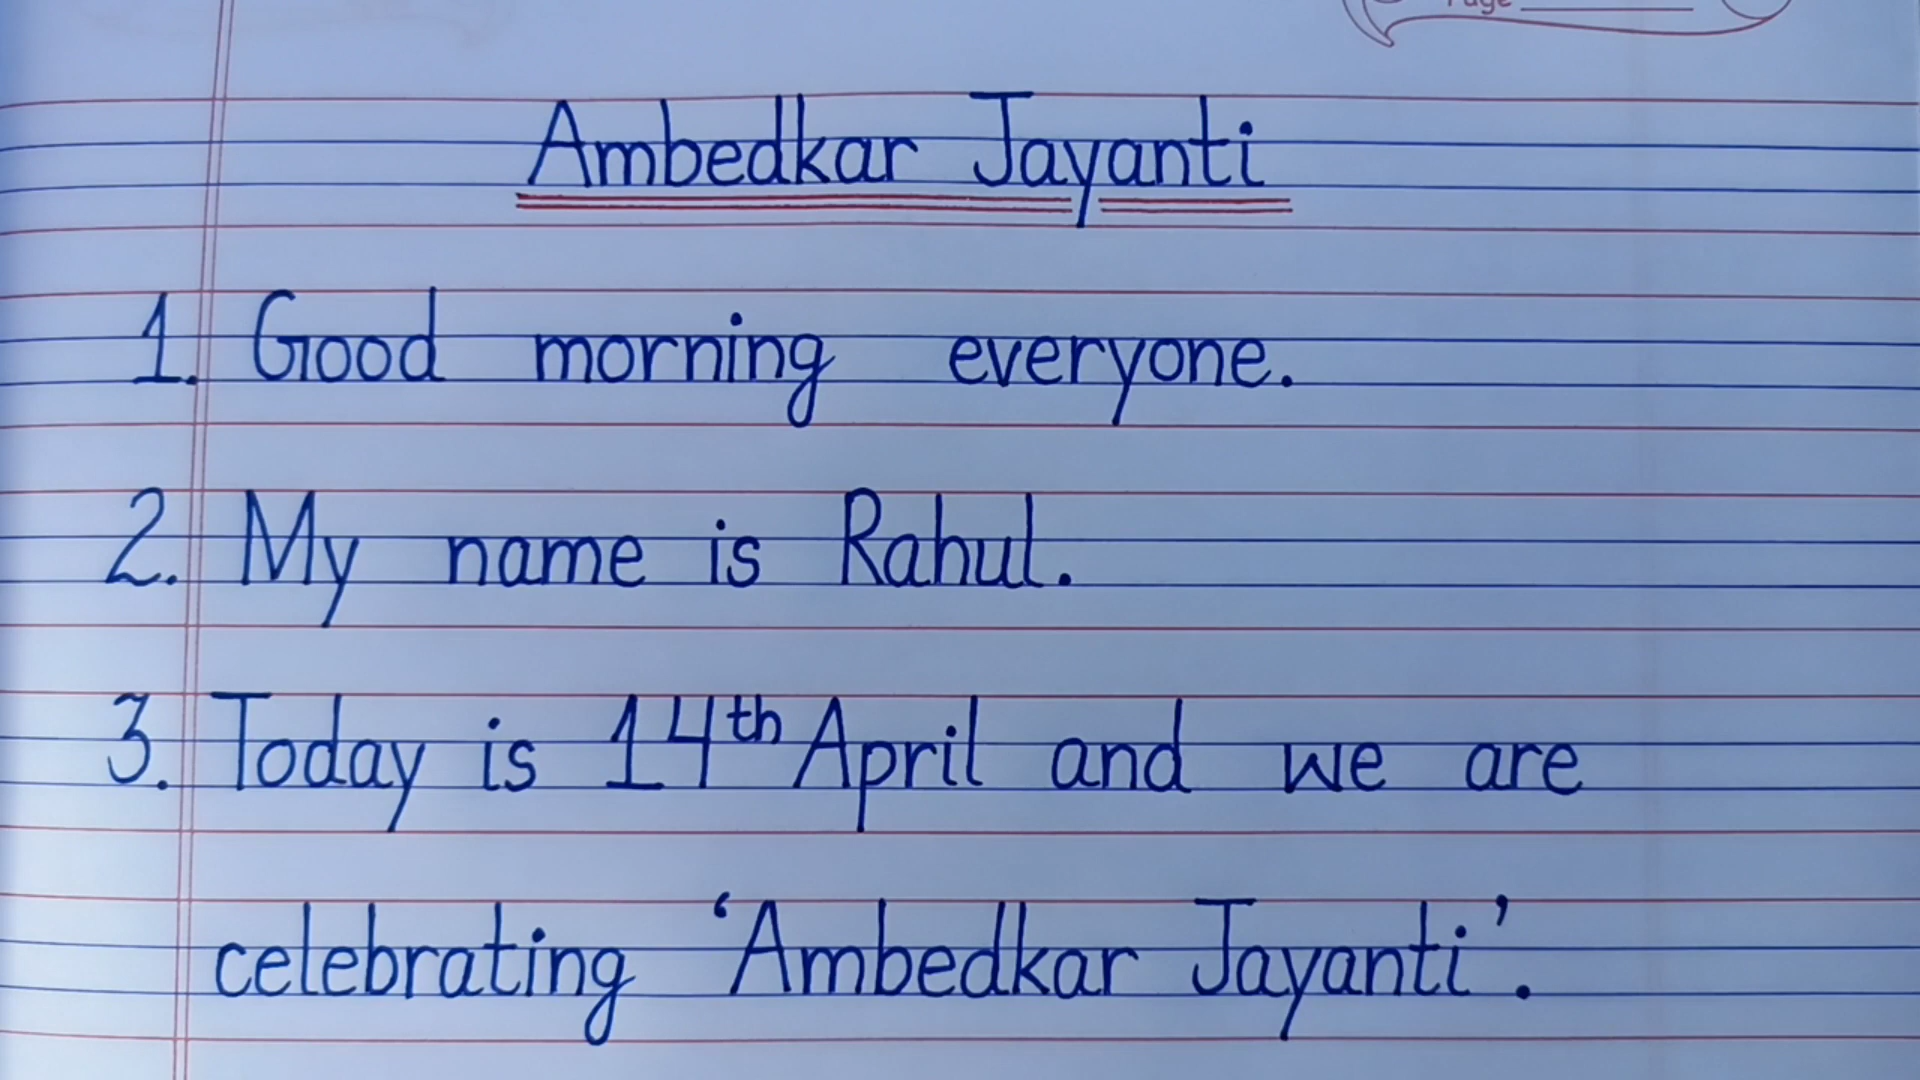 Page
Ambedkar Jayanti
1. Good morning everyone.
2. My name is Rahul.
3. Today is 14th April and we are
celebrating ‘Ambedkar Jayanti’.